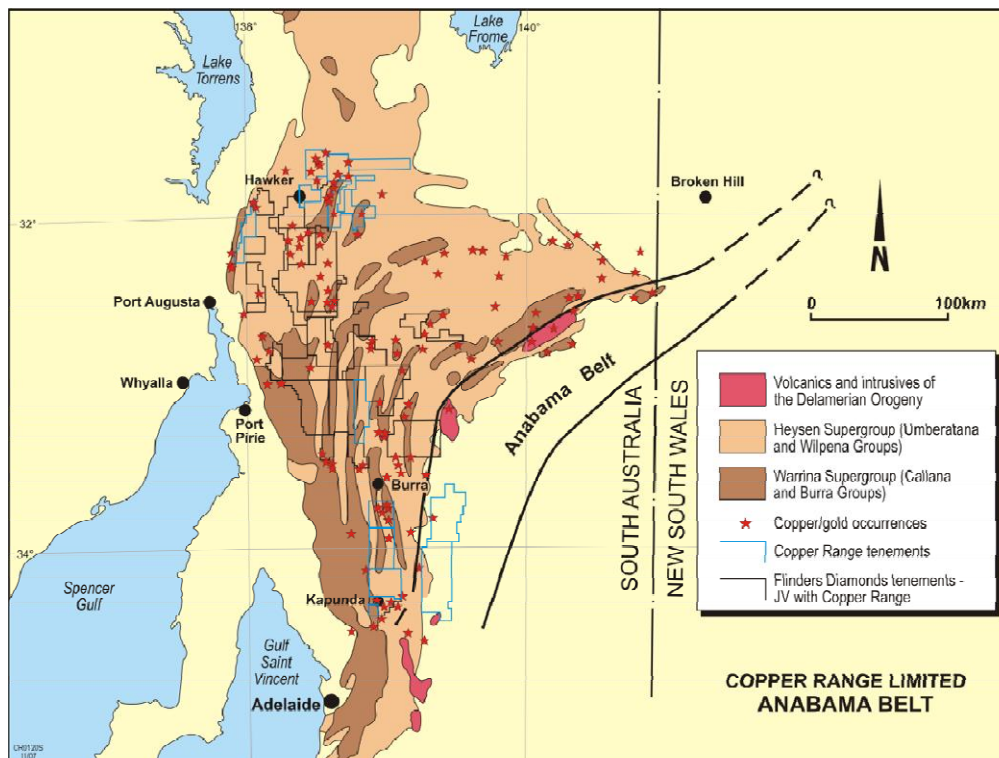 138°
Lake
Frome
140°
Lake
Torrens
Hawker
Broken Hill
32°
N
Port Augusta
0
100km
Whyalla
Port
Pirie
Anabama Belt
Volcanics and intrusives of
the Delamerian Orogeny
Heysen Supergroup (Umberatana
and Wilpena Groups)
Burra
Warrina Supergroup (Callana
and Burra Groups)
SOUTH AUSTRALIA
NEW SOUTH WALES
Copper/gold occurrences
34°
Copper Range tenements
Spencer
Gulf
Kapunda
Flinders Diamonds tenements -
JV with Copper Range
Gulf
Saint
Vincent
Adelaide
COPPER RANGE LIMITED
ANABAMA BELT